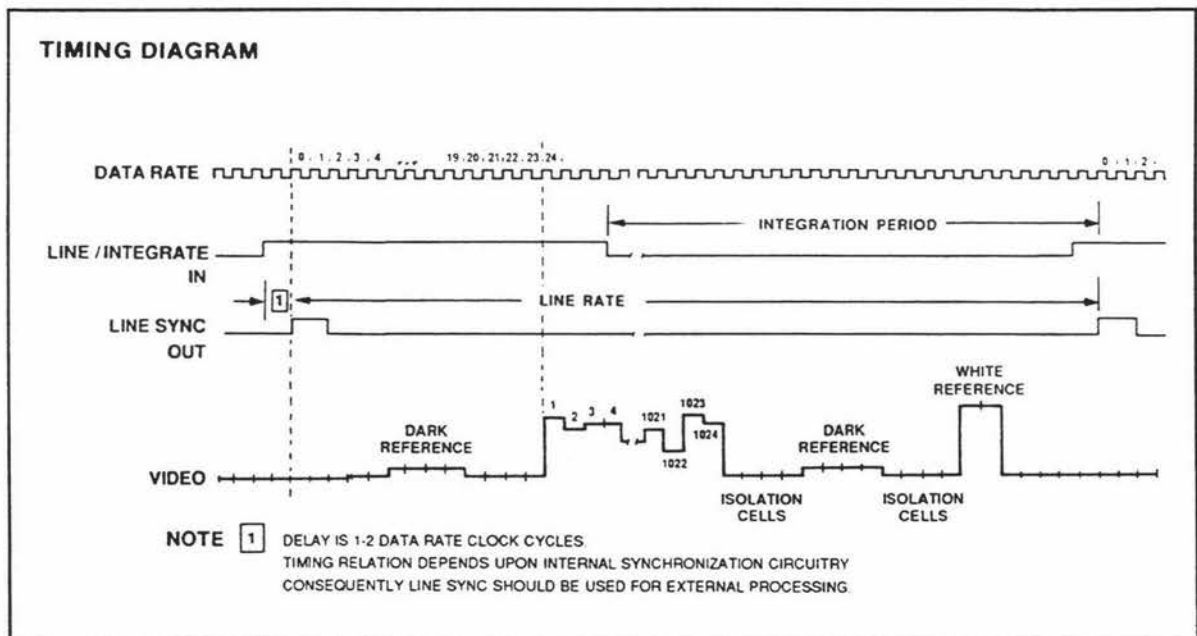 TIMING DIAGRAM
0 . 1 . 2 . 3 . 4 19.20.21.22.23.24. 0 . 1 . 2 .
DATA RATE
INTEGRATION PERIOD
LINE / INTEGRATE
IN
1 LINE RATE
LINE SYNC
OUT
WHITE
REFERENCE
1 2 3 4 1021 1022 1023 1024
DARK
REFERENCE
DARK
REFERENCE
VIDEO
ISOLATION
CELLS
ISOLATION
CELLS
NOTE 1 DELAY IS 1-2 DATA RATE CLOCK CYCLES.
TIMING RELATION DEPENDS UPON INTERNAL SYNCHRONIZATION CIRCUITRY
CONSEQUENTLY LINE SYNC SHOULD BE USED FOR EXTERNAL PROCESSING.